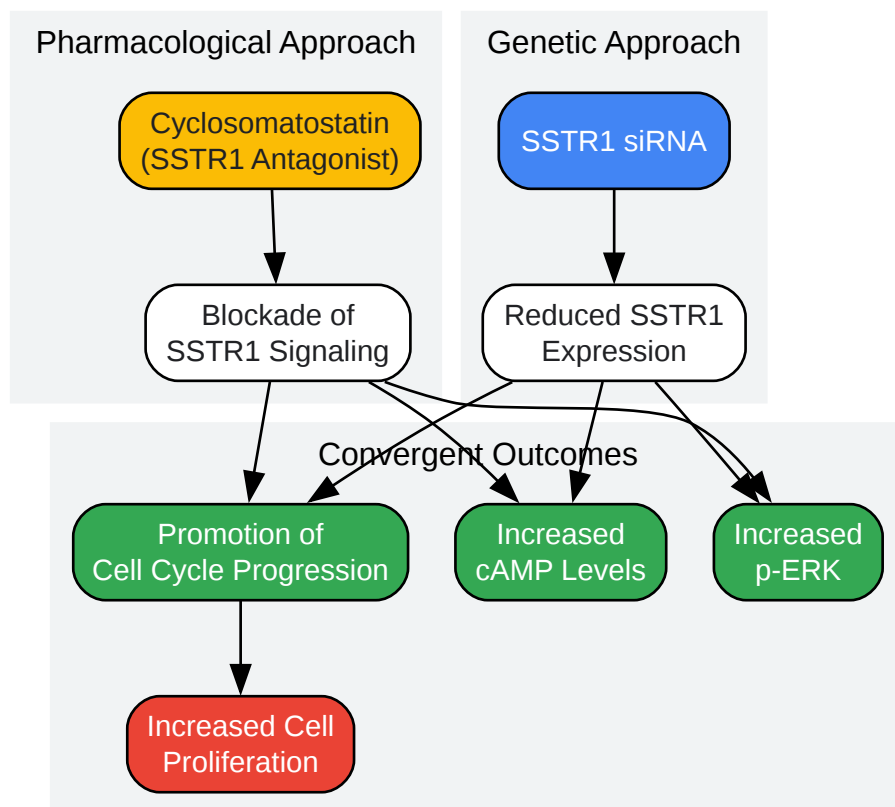 Pharmacological Approach
Genetic Approach
Cyclosomatostatin
(SSTR1 Antagonist)
SSTR1 siRNA
Blockade of
SSTR1 Signaling
Reduced SSTR1
Expression
Convergent Outcomes
Promotion of
Cell Cycle Progression
Increased
cAMP Levels
Increased
p-ERK
Increased Cell
Proliferation